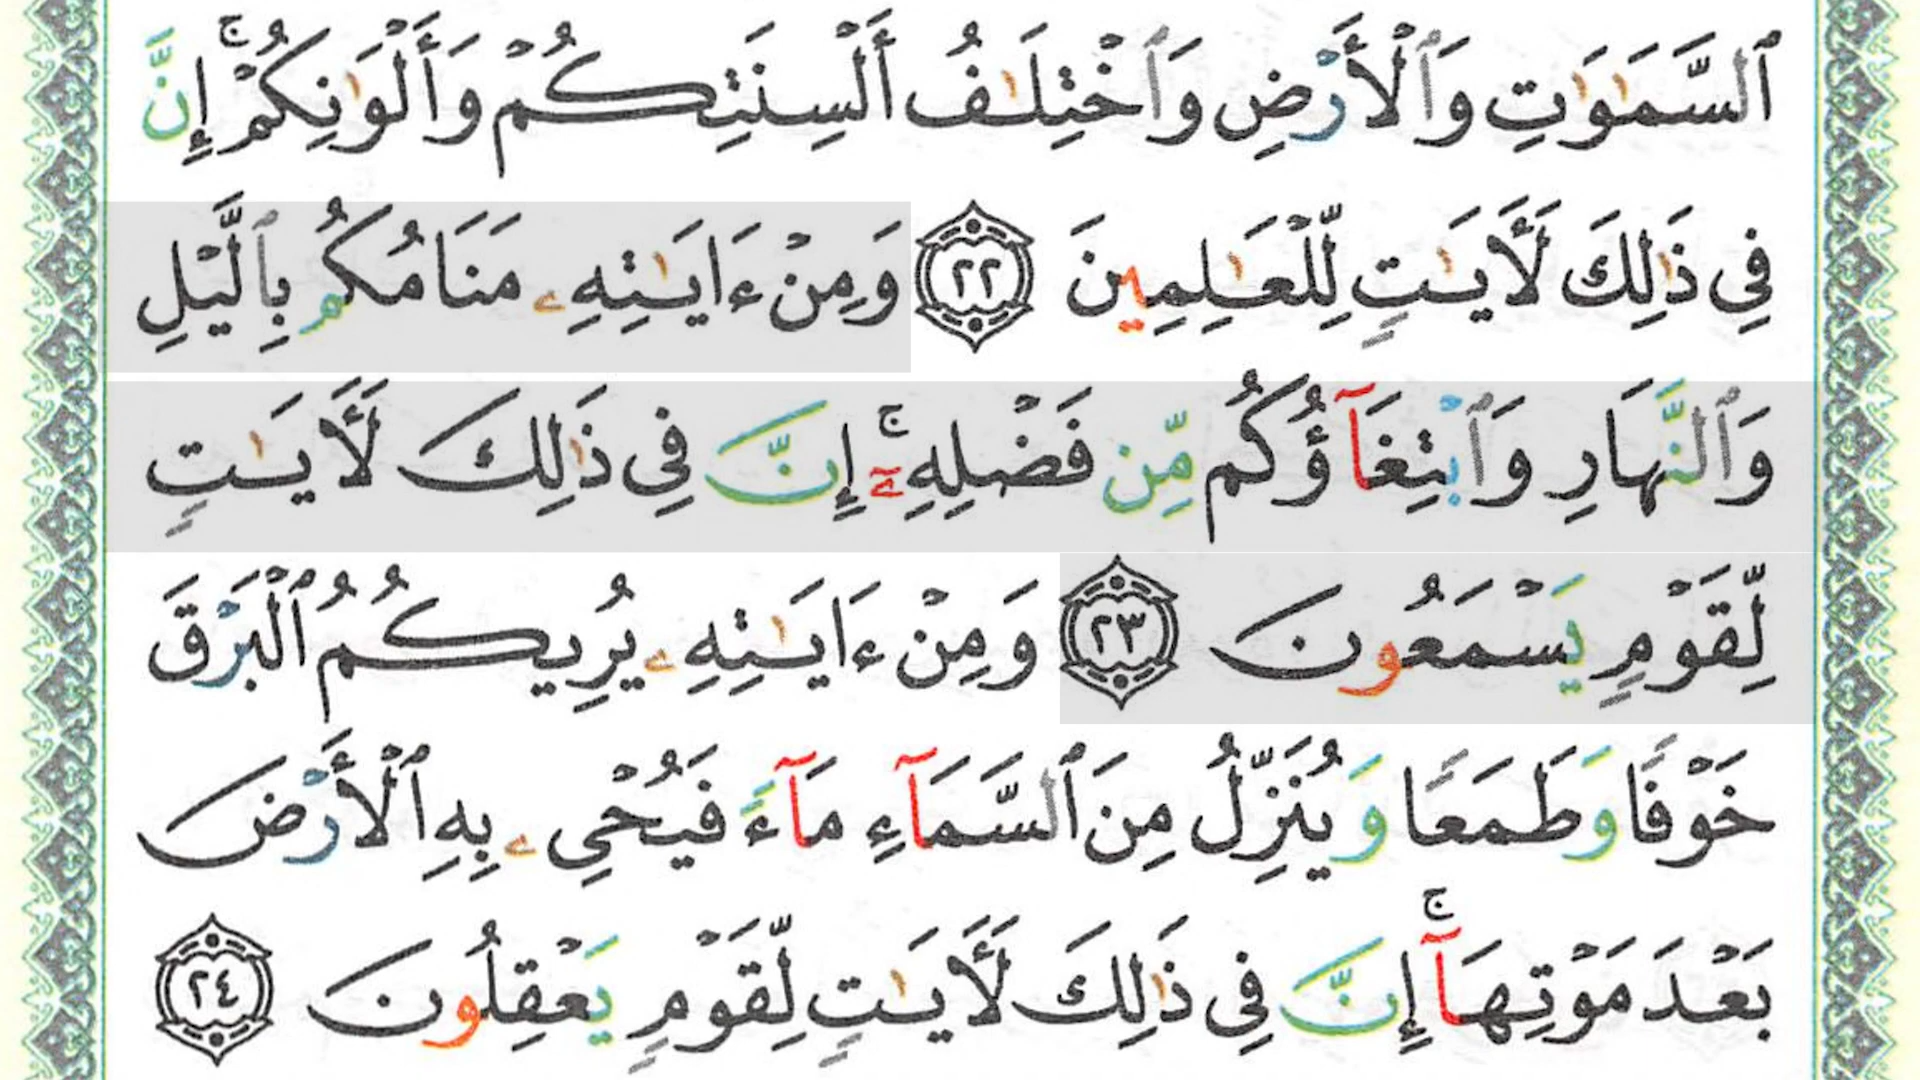 ٱلسَّمَـٰوَٰتِ وَٱلْأَرْضِ وَٱخْتِلَـٰفُ أَلْسِنَتِكُمْ وَأَلْوَٰنِكُمْ ۚ إِنَّ
فِى ذَٰلِكَ لَـَٔايَـٰتٍ لِّلْعَـٰلِمِينَ ٢٢ وَمِنْ ءَايَـٰتِهِۦ مَنَامُكُم بِٱلَّيْلِ
وَٱلنَّهَارِ وَٱبْتِغَآؤُكُم مِّن فَضْلِهِۦٓ ۚ إِنَّ فِى ذَٰلِكَ لَـَٔايَـٰتٍ
لِّقَوْمٍ يَسْمَعُونَ ٢٣ وَمِنْ ءَايَـٰتِهِۦ يُرِيكُمُ ٱلْبَرْقَ
خَوْفًا وَطَمَعًا وَيُنَزِّلُ مِنَ ٱلسَّمَآءِ مَآءً فَيُحْىِۦ بِهِ ٱلْأَرْضَ
بَعْدَ مَوْتِهَآ ۚ إِنَّ فِى ذَٰلِكَ لَـَٔايَـٰتٍ لِّقَوْمٍ يَعْقِلُونَ ٢٤